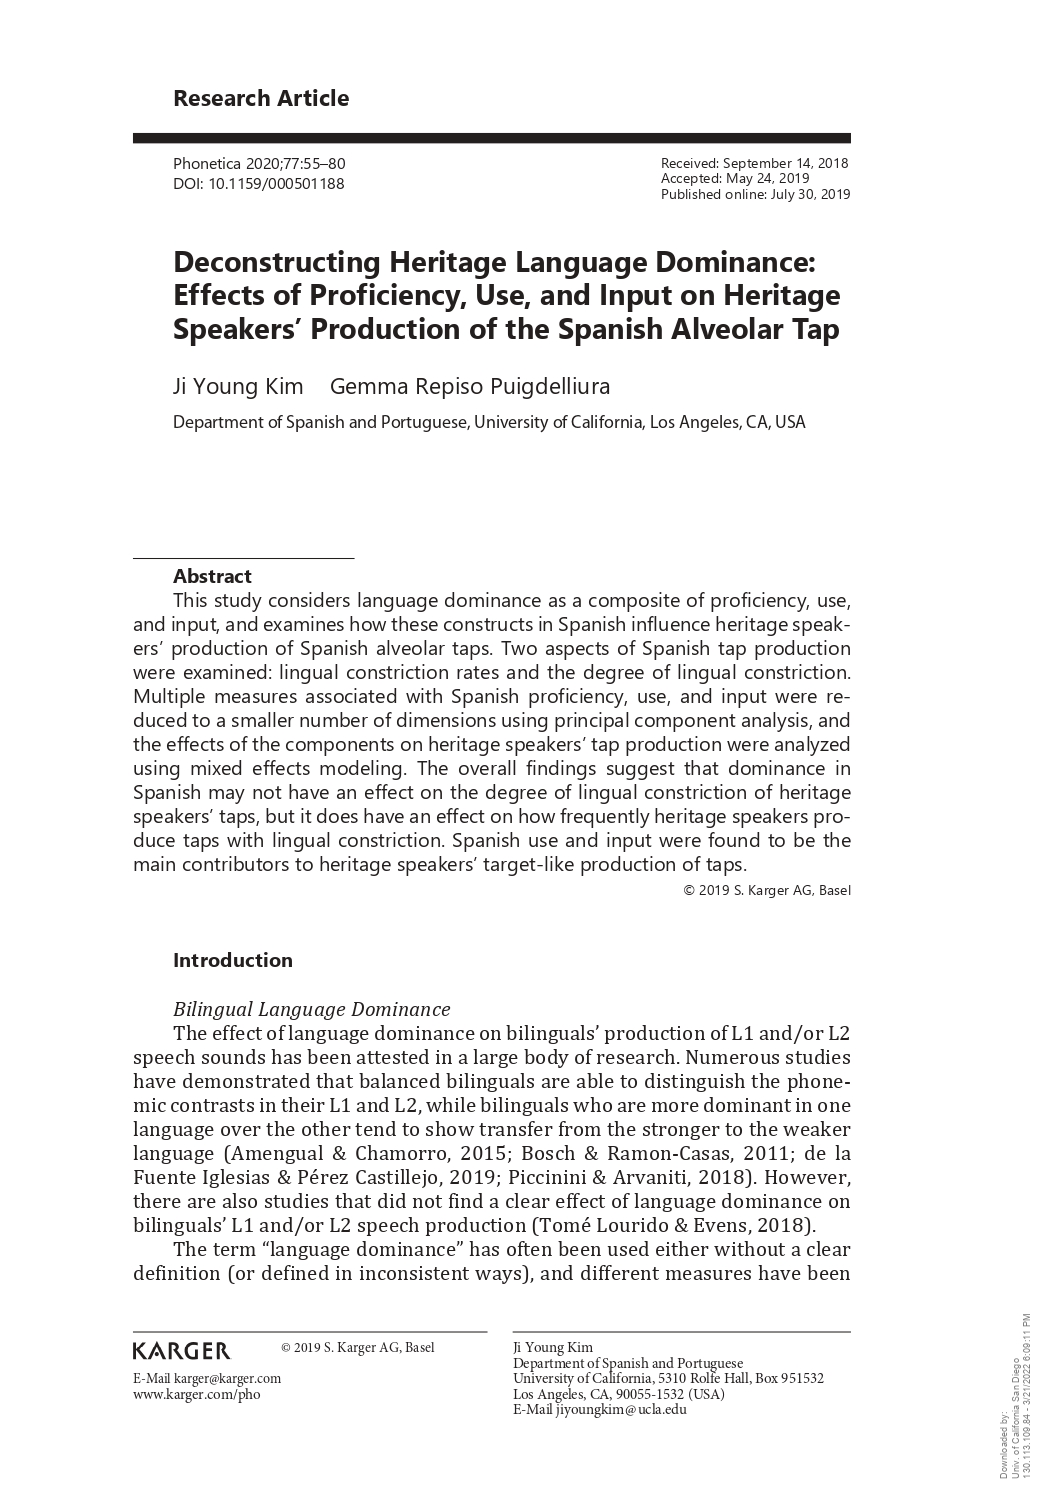 Research Article
Phonetica 2020;77:55–80
DOI: 10.1159/000501188
Received: September 14, 2018
Accepted: May 24, 2019
Published online: July 30, 2019
Deconstructing Heritage Language Dominance:
Effects of Proficiency, Use, and Input on Heritage
Speakers’ Production of the Spanish Alveolar Tap
Ji Young Kim Gemma Repiso Puigdelliura
Department of Spanish and Portuguese, University of California, Los Angeles, CA, USA
Abstract
This study considers language dominance as a composite of proficiency, use,
and input, and examines how these constructs in Spanish influence heritage speak-
ers’ production of Spanish alveolar taps. Two aspects of Spanish tap production
were examined: lingual constriction rates and the degree of lingual constriction.
Multiple measures associated with Spanish proficiency, use, and input were re-
duced to a smaller number of dimensions using principal component analysis, and
the effects of the components on heritage speakers’ tap production were analyzed
using mixed effects modeling. The overall findings suggest that dominance in
Spanish may not have an effect on the degree of lingual constriction of heritage
speakers’ taps, but it does have an effect on how frequently heritage speakers pro-
duce taps with lingual constriction. Spanish use and input were found to be the
main contributors to heritage speakers’ target-like production of taps.
© 2019 S. Karger AG, Basel
Introduction
Bilingual Language Dominance
The effect of language dominance on bilinguals’ production of L1 and/or L2
speech sounds has been attested in a large body of research. Numerous studies
have demonstrated that balanced bilinguals are able to distinguish the phone-
mic contrasts in their L1 and L2, while bilinguals who are more dominant in one
language over the other tend to show transfer from the stronger to the weaker
language (Amengual & Chamorro, 2015; Bosch & Ramon-Casas, 2011; de la
Fuente Iglesias & Pérez Castillejo, 2019; Piccinini & Arvaniti, 2018). However,
there are also studies that did not find a clear effect of language dominance on
bilinguals’ L1 and/or L2 speech production (Tomé Lourido & Evens, 2018).
The term “language dominance” has often been used either without a clear
definition (or defined in inconsistent ways), and different measures have been
KARGER
© 2019 S. Karger AG, Basel
E-Mail karger@karger.com
www.karger.com/pho
Ji Young Kim
Department of Spanish and Portuguese
University of California, 5310 Rolfe Hall, Box 951532
Los Angeles, CA, 90055-1532 (USA)
E-Mail jiyoungkim@ucla.edu
Downloaded by:
Univ. of California San Diego
130.113.109.84 - 3/21/2022 6:09:11 PM